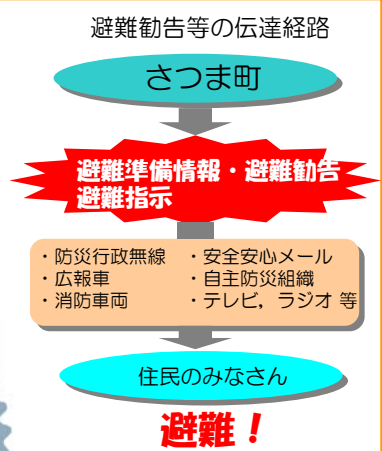 避難勧告等の伝達経路
さつま町
避難準備情報・避難勧告
避難指示
・防災行政無線 ・安全安心メール
・広報車 ・自主防災組織
・消防車両 ・テレビ，ラジオ 等
住民のみなさん
避難！